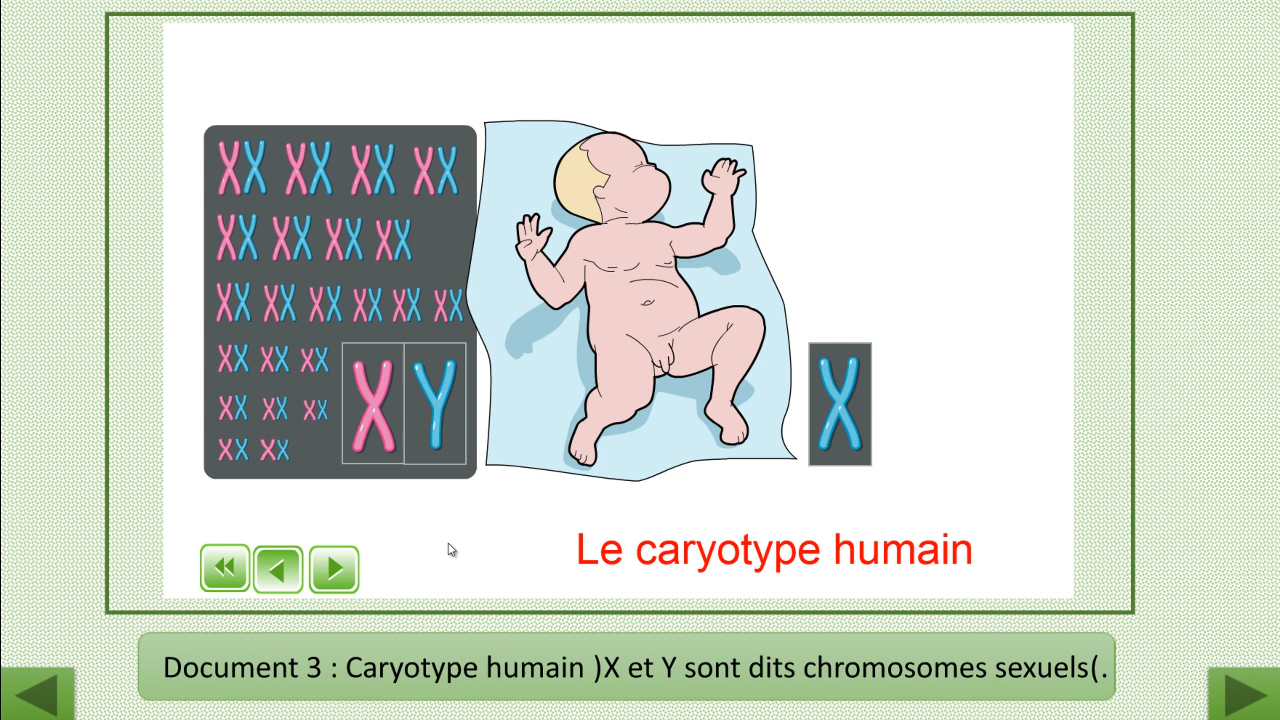 X Y
X
Le caryotype humain
Document 3 : Caryotype humain )X et Y sont dits chromosomes sexuels(.